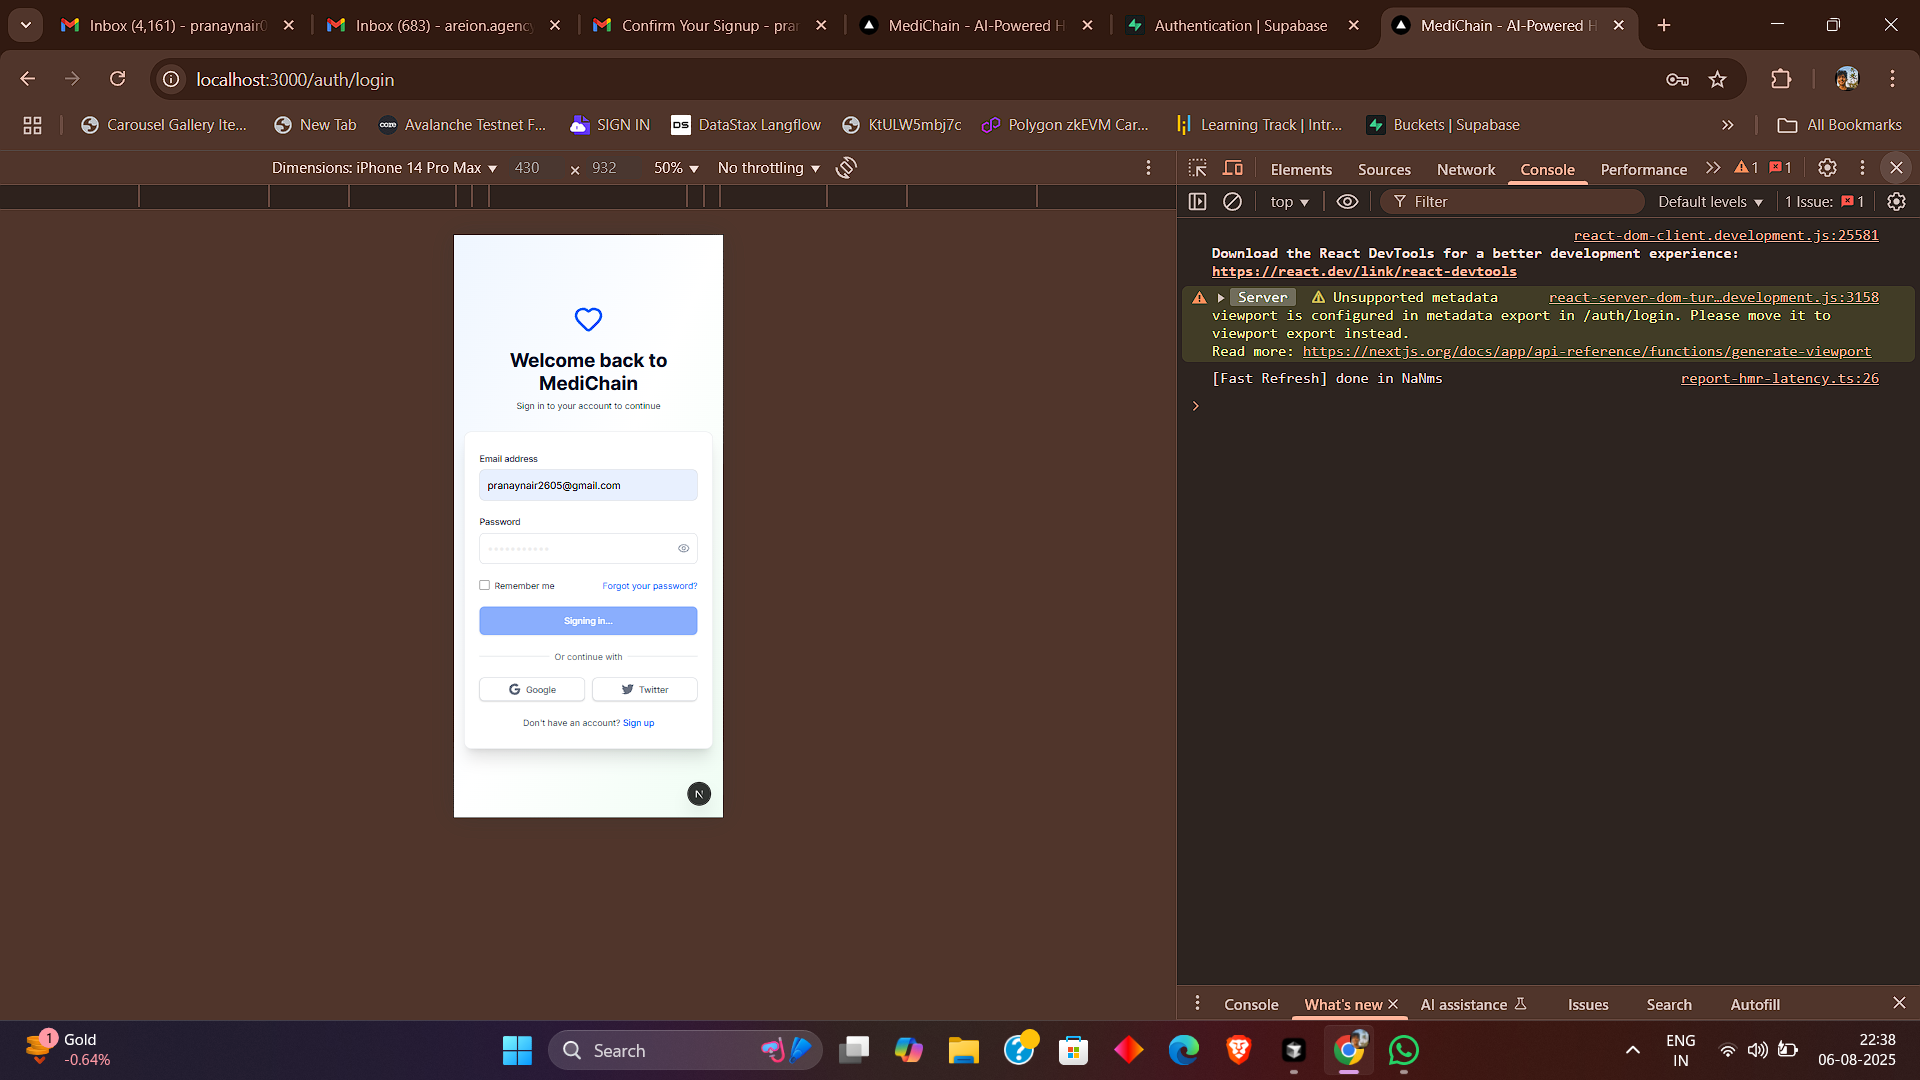 Inbox (4,161) - pranaynair
Inbox (683) - areion.agency
Confirm Your Signup - pra
MediChain - AI-Powered H
Authentication | Supabase
MediChain - AI-Powered H
localhost:3000/auth/login
Carousel Gallery Ite...
New Tab
core
Avalanche Testnet F...
SIGN IN
DS
DataStax Langflow
KtULW5mbj7c
Polygon zkEVM Car...
Learning Track | Intr...
Buckets | Supabase
All Bookmarks
Dimensions: iPhone 14 Pro Max
430
×
932
50%
No throttling
Elements
Sources
Network
Console
Performance
1
1
top
Filter
Default levels
1 Issue:
1
react-dom-client.development.js:25581
Download the React DevTools for a better development experience:
https://react.dev/link/react-devtools
Server
⚠ Unsupported metadata
react-server-dom-tur…development.js:3158
viewport is configured in metadata export in /auth/login. Please move it to
viewport export instead.
Read more: https://nextjs.org/docs/app/api-reference/functions/generate-viewport
[Fast Refresh] done in NaNms
report-hmr-latency.ts:26
Welcome back to
MediChain
Sign in to your account to continue
Email address
pranaynair2605@gmail.com
Password
Remember me
Forgot your password?
Signing in...
Or continue with
Google
Twitter
Don't have an account? Sign up
N
Console
What's new
AI assistance
Issues
Search
Autofill
1
Gold
-0.64%
Search
ENG
IN
22:38
06-08-2025